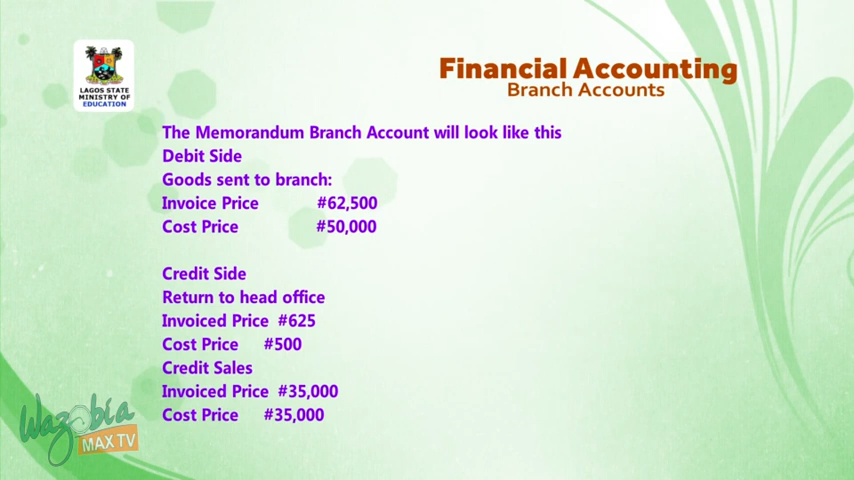 LAGOS STATE
MINISTRY OF
EDUCATION
Financial Accounting
Branch Accounts
The Memorandum Branch Account will look like this
Debit Side
Goods sent to branch:
Invoice Price #62,500
Cost Price #50,000
Credit Side
Return to head office
Invoiced Price #625
Cost Price #500
Credit Sales
Invoiced Price #35,000
Cost Price #35,000
Wazobia
MAX TV